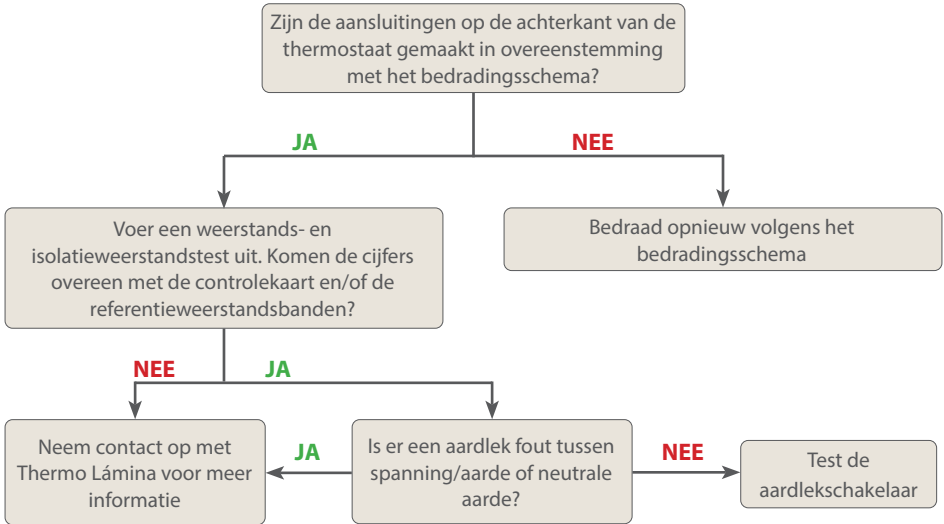 Zijn de aansluitingen op de achterkant van de
thermostaat gemaakt in overeenstemming
met het bedradingsschema?
JA
NEE
Voer een weerstands- en
isolatieweerstandstest uit. Komen de cijfers
overeen met de controlekaart en/of de
referentieweerstandsbanden?
Bedraad opnieuw volgens het
bedradingsschema
NEE
JA
Neem contact op met
Thermo Lámina voor meer
informatie
JA
Is er een aardlek fout tussen
spanning/aarde of neutrale
aarde?
NEE
Test de
aardlekschakelaar